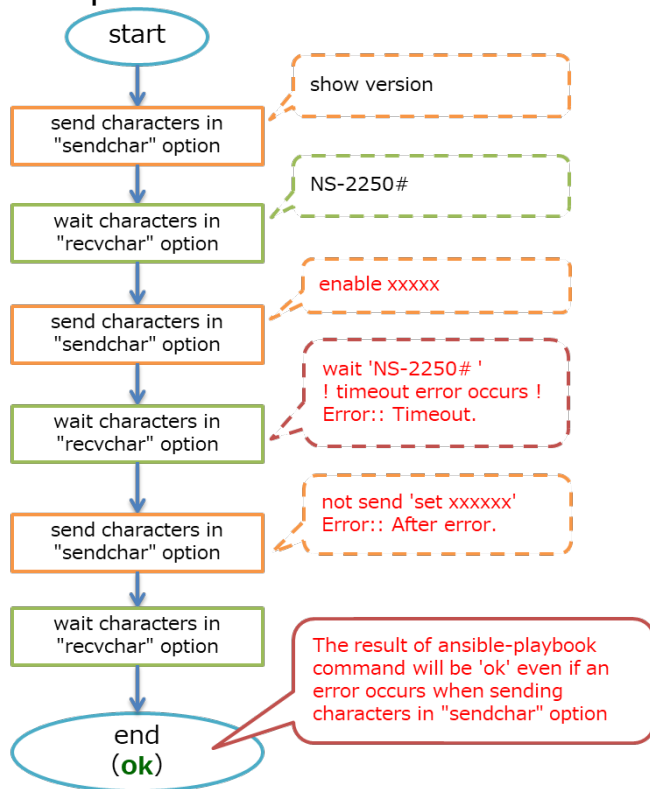 start
show version
send characters in
"sendchar" option
NS-2250#
wait characters in
"recvchar" option
enable xxxxx
send characters in
"sendchar" option
wait 'NS-2250# '
! timeout error occurs !
Error:: Timeout.
wait characters in
"recvchar" option
not send 'set xxxxxx'
Error:: After error.
send characters in
"sendchar" option
wait characters in
"recvchar" option
The result of ansible-playbook
command will be 'ok' even if an
error occurs when sending
characters in "sendchar" option
end
(ok)